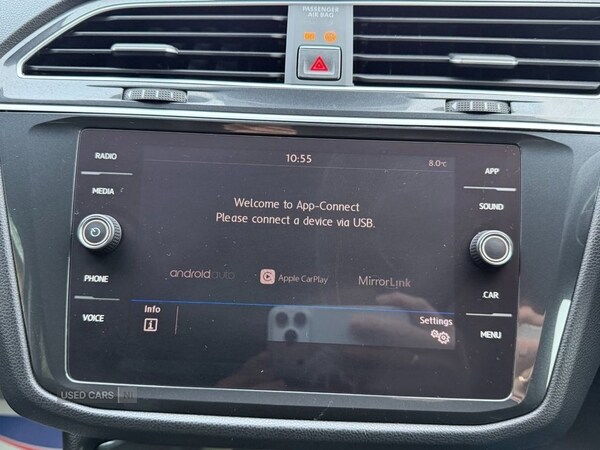 PASSENGER
AIR BAG
RADIO
MEDIA
PHONE
VOICE
10:55
8.0°C
Welcome to App-Connect
Please connect a device via USB.
androidauto
Apple CarPlay
MirrorLink
Info
Settings
APP
SOUND
CAR
MENU
USED CARS NI